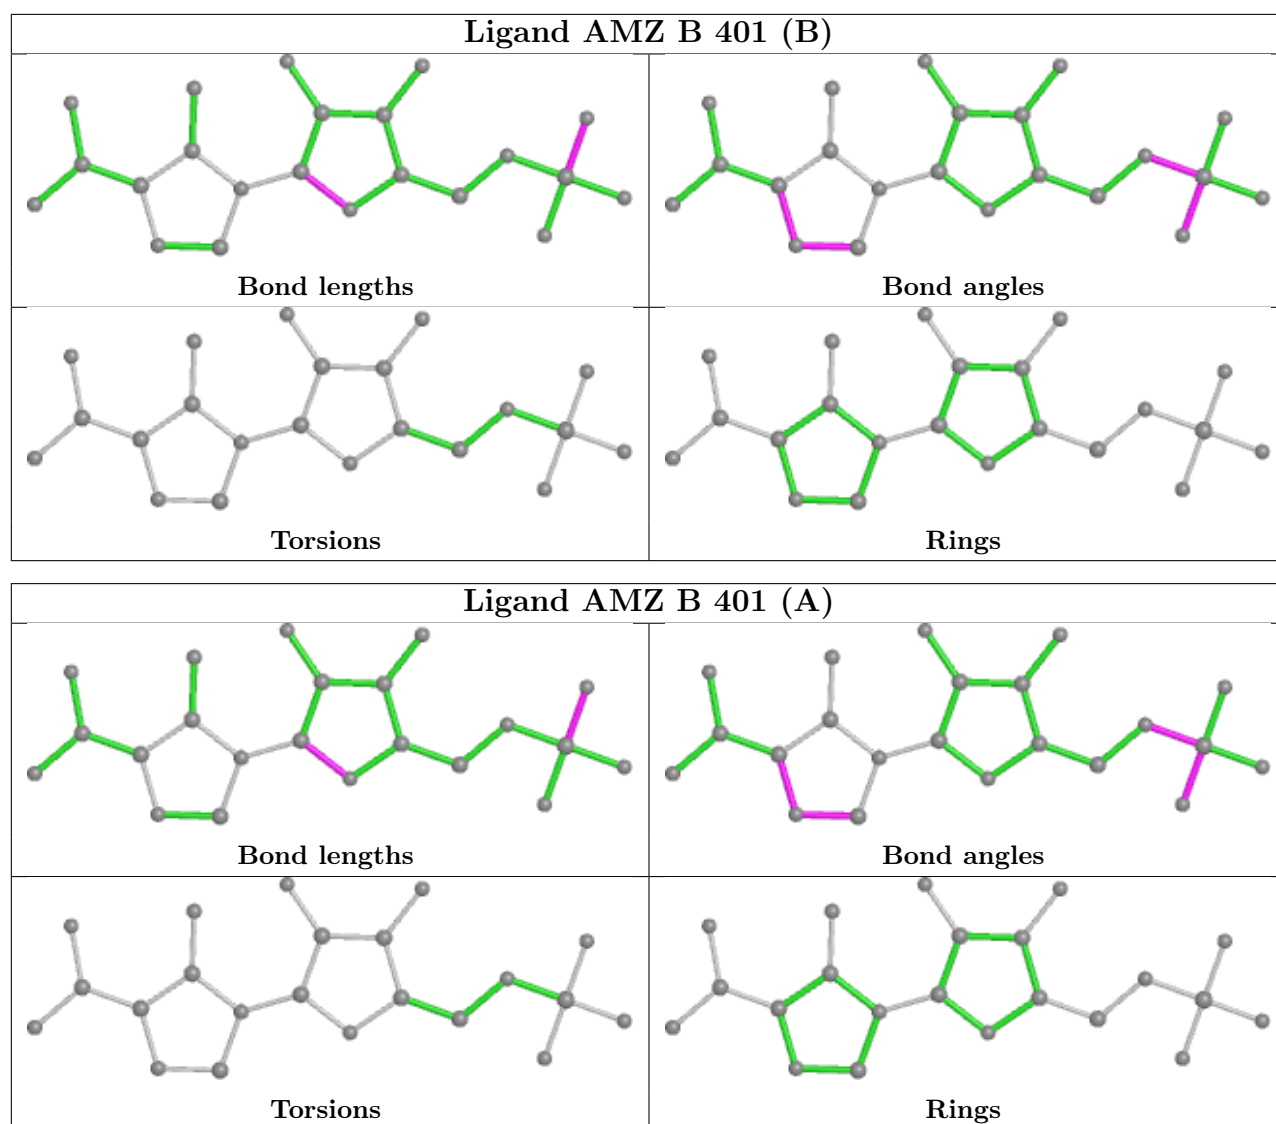 Ligand AMZ B 401 (B)
Bond lengths
Bond angles
Torsions
Rings
Ligand AMZ B 401 (A)
Bond lengths
Bond angles
Torsions
Rings